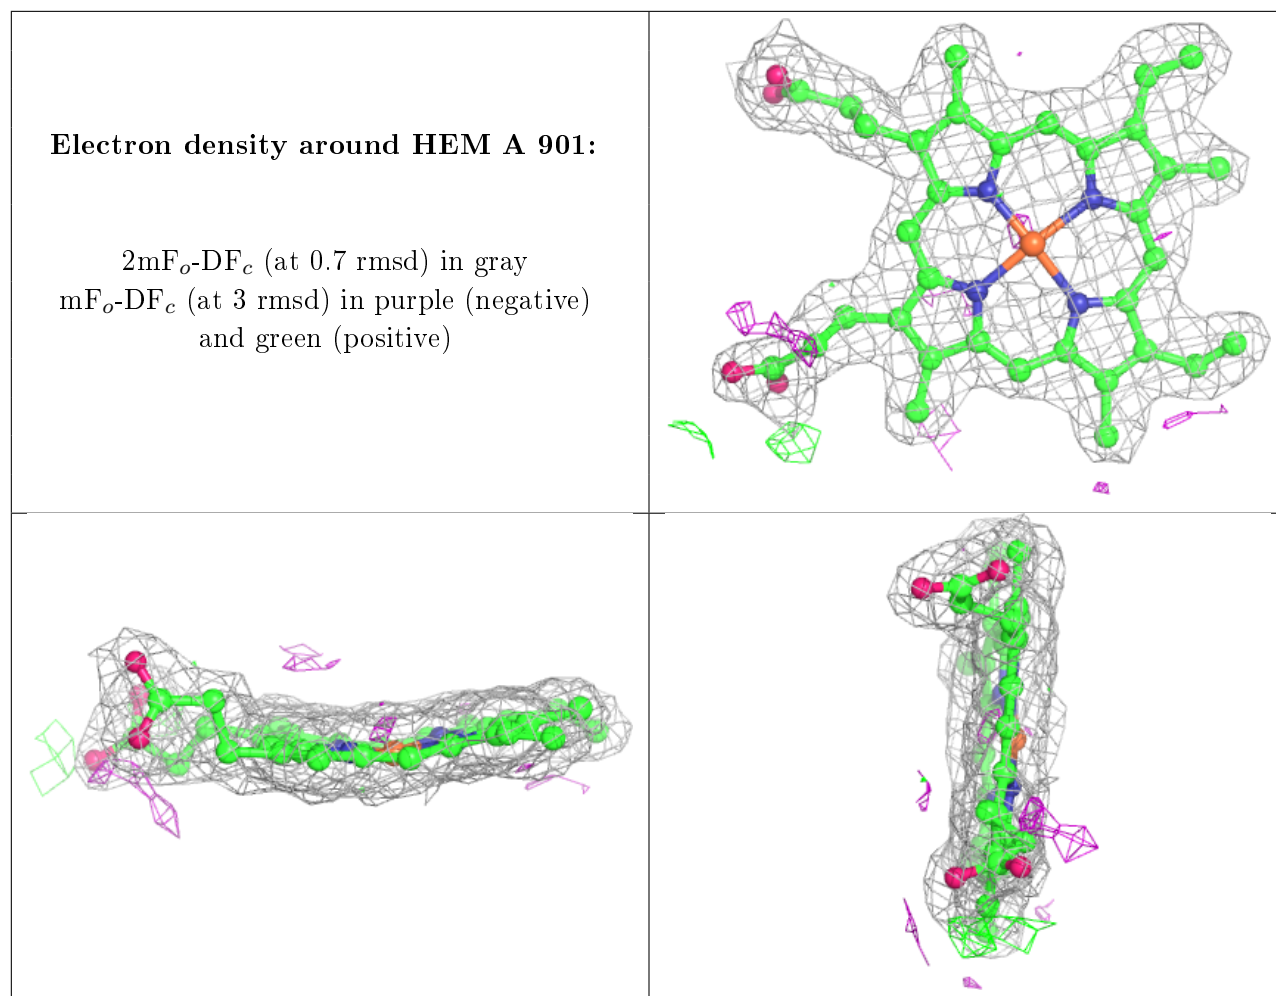 Electron density around HEM A 901:
2mFₒ-DF𝒸 (at 0.7 rmsd) in gray
mFₒ-DF𝒸 (at 3 rmsd) in purple (negative)
and green (positive)